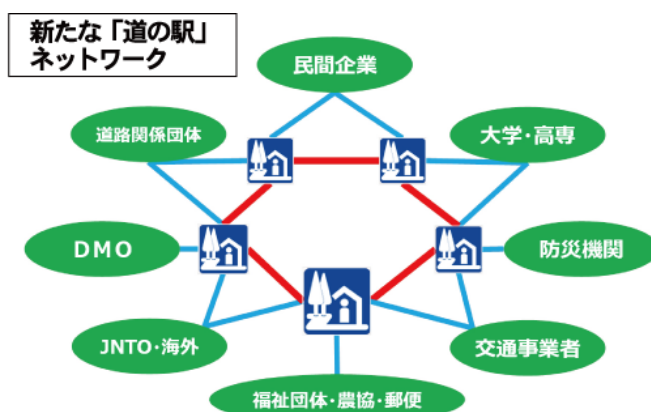 新たな「道の駅」
ネットワーク
民間企業
道路関係団体
大学・高専
DMO
防災機関
JNTO・海外
交通事業者
福祉団体・農協・郵便